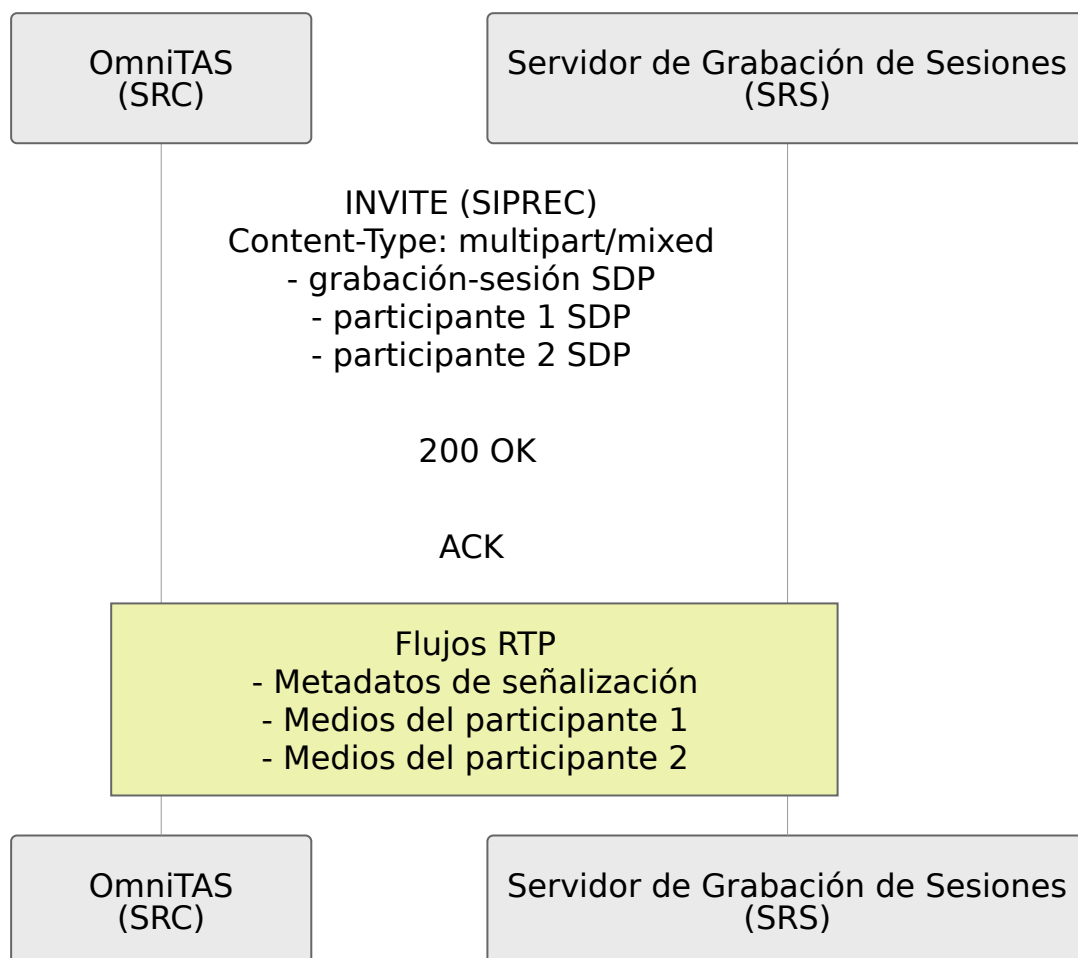 OmniTAS
(SRC)
Servidor de Grabación de Sesiones
(SRS)
INVITE (SIPREC)
Content-Type: multipart/mixed
- grabación-sesión SDP
- participante 1 SDP
- participante 2 SDP
200 OK
ACK
Flujos RTP
- Metadatos de señalización
- Medios del participante 1
- Medios del participante 2
OmniTAS
(SRC)
Servidor de Grabación de Sesiones
(SRS)